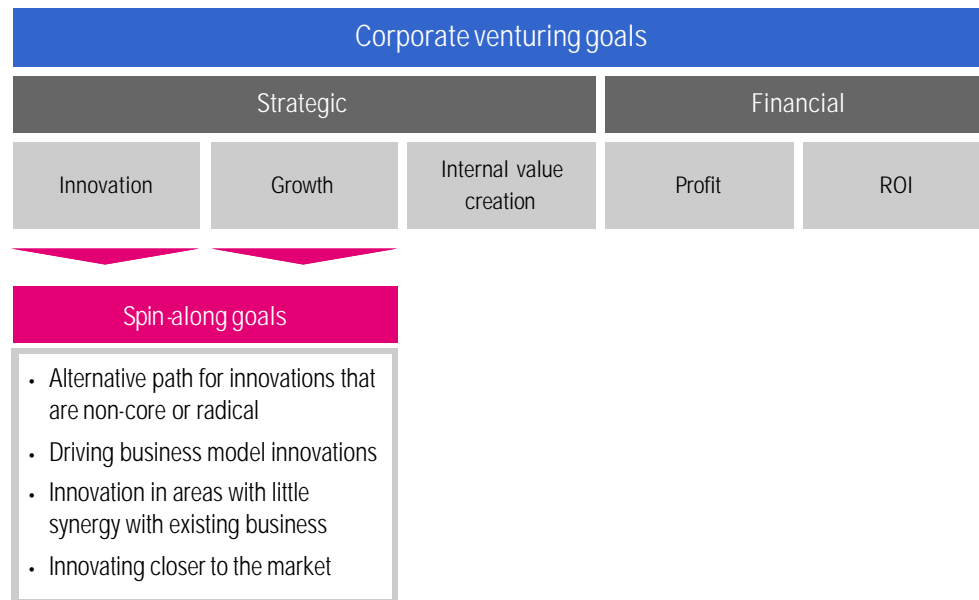 Corporate venturing goals
Strategic
Financial
Innovation
Growth
Internal value
creation
Profit
ROI
Spin-along goals
• Alternative path for innovations that
are non-core or radical
• Driving business model innovations
• Innovation in areas with little
synergy with existing business
• Innovating closer to the market